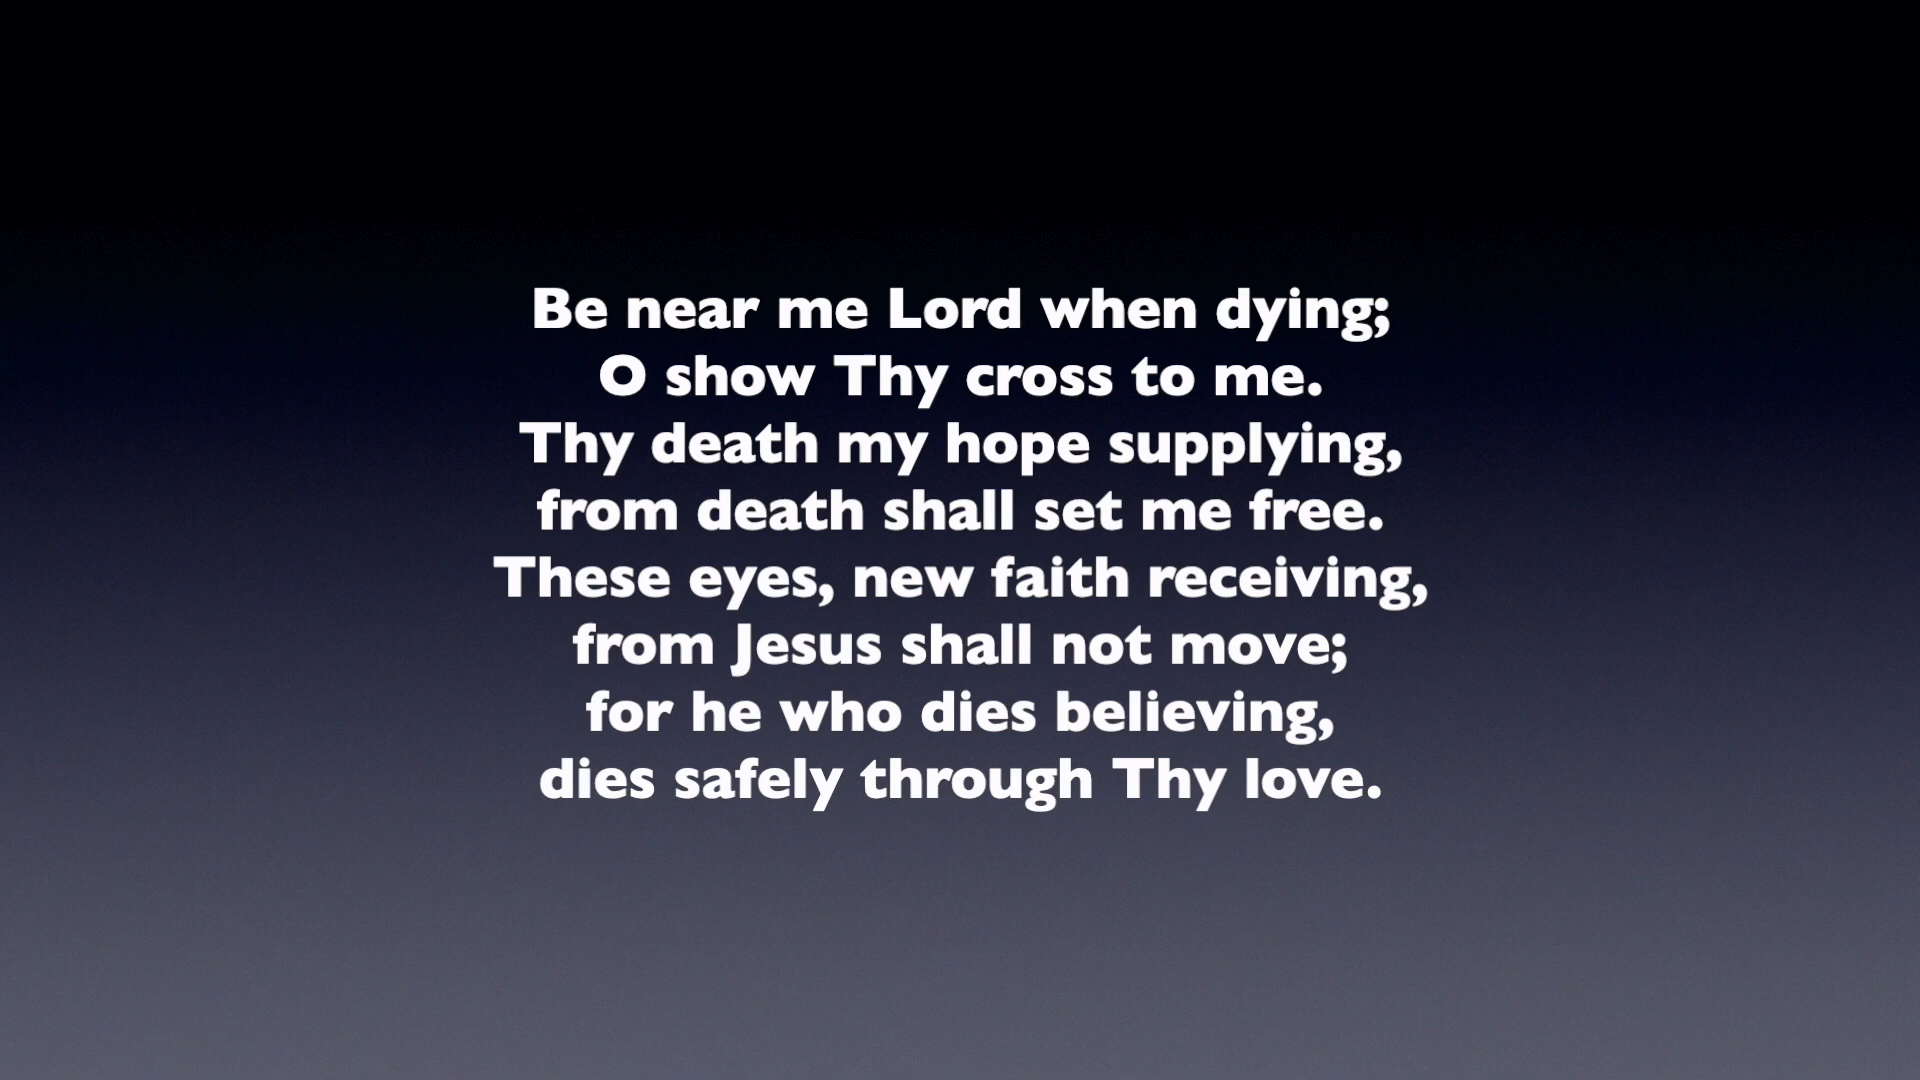 Be near me Lord when dying;
O show Thy cross to me.
Thy death my hope supplying,
from death shall set me free.
These eyes, new faith receiving,
from Jesus shall not move;
for he who dies believing,
dies safely through Thy love.